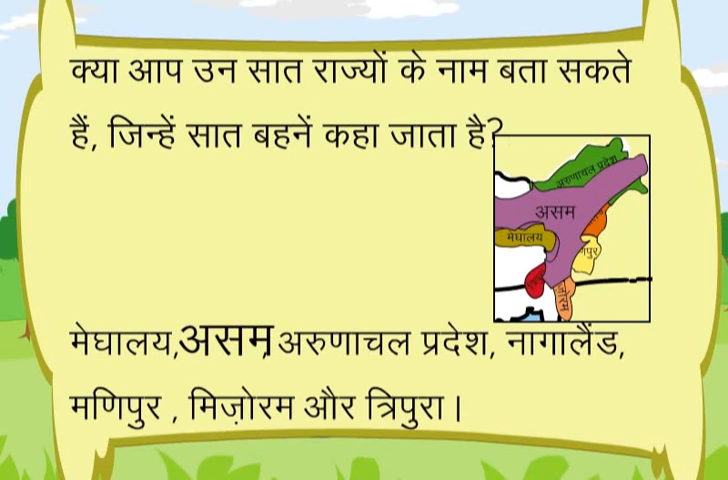 क्या आप उन सात राज्यों के नाम बता सकते
हैं, जिन्हें सात बहनें कहा जाता है?
अरुणाचल प्रदेश
असम
मेघालय
मेघालय,असम,अरुणाचल प्रदेश, नागालैंड,
मणिपुर , मिज़ोरम और त्रिपुरा।